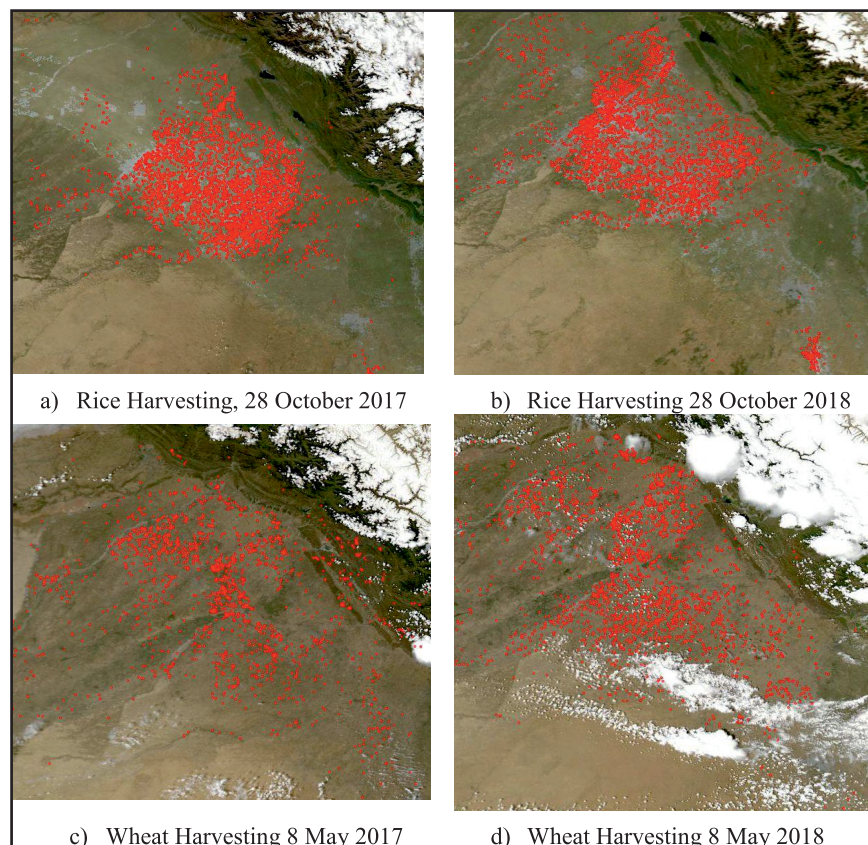 a) Rice Harvesting, 28 October 2017
b) Rice Harvesting 28 October 2018
c) Wheat Harvesting 8 May 2017
d) Wheat Harvesting 8 May 2018